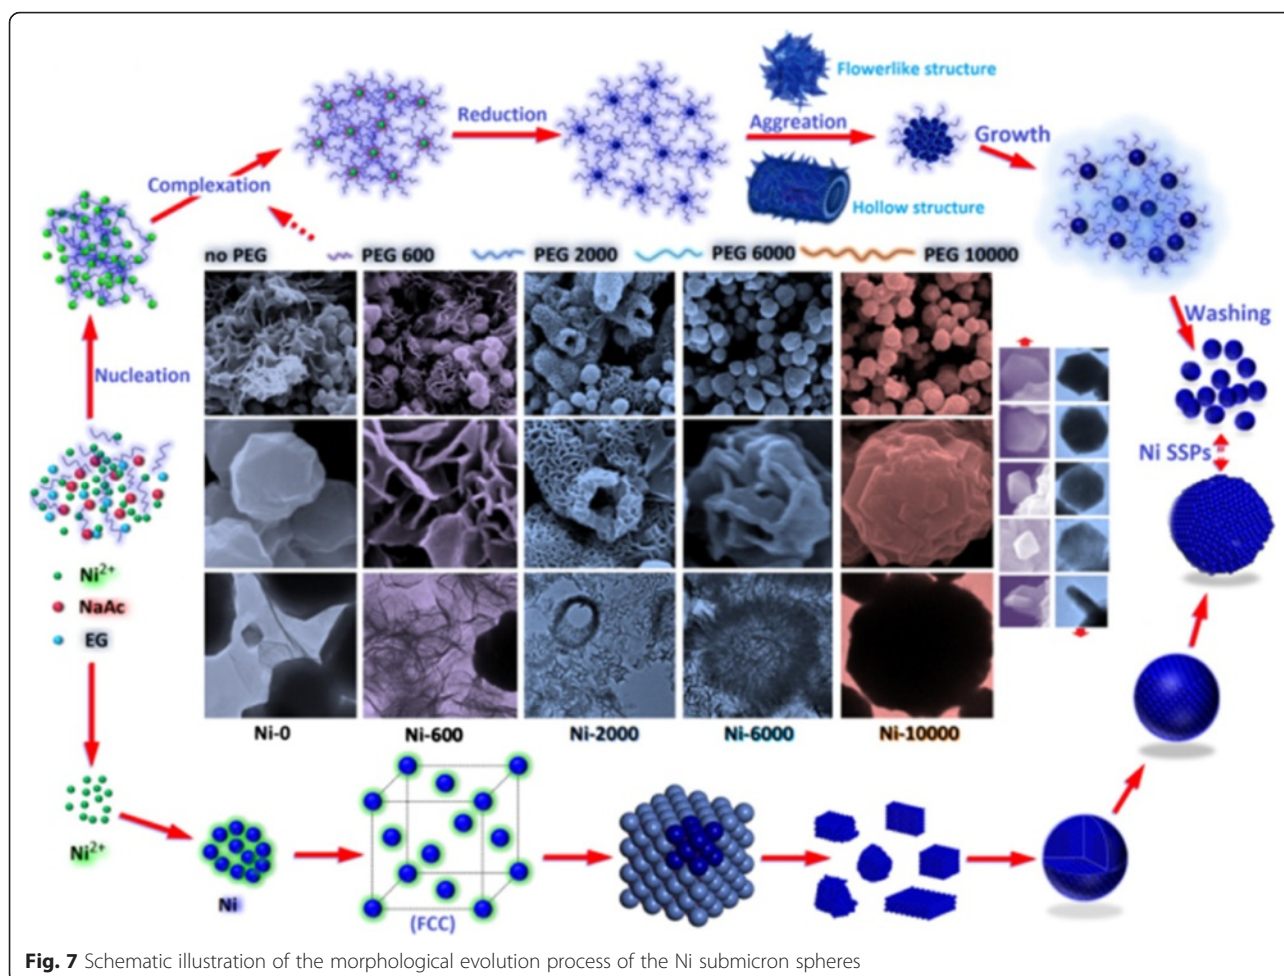 Flowerlike structure
Reduction
Aggreation
Growth
Complexation
Hollow structure
no PEG
PEG 600
PEG 2000
PEG 6000
PEG 10000
Washing
Nucleation
Ni SSPs
Ni²⁺
NaAc
EG
Ni-0
Ni-600
Ni-2000
Ni-6000
Ni-10000
Ni²⁺
Ni
(FCC)
Fig. 7 Schematic illustration of the morphological evolution process of the Ni submicron spheres